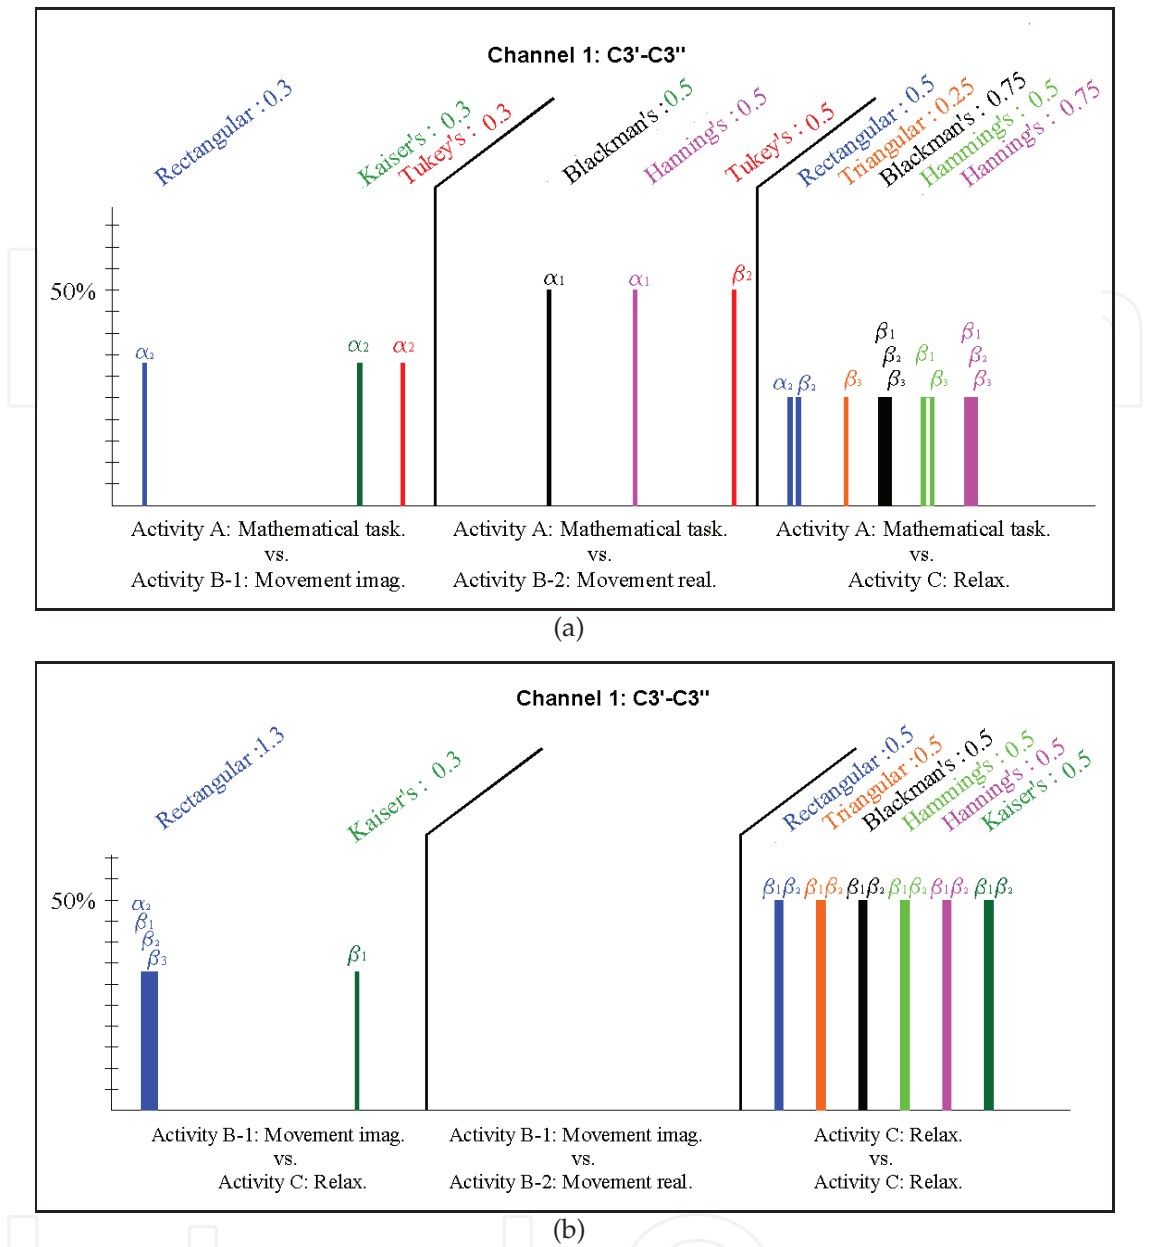 Channel 1: C3'-C3"
Rectangular : 0.3
Kaiser's : 0.3
Tukey's : 0.3
Blackman's : 0.5
Hanning's : 0.5
Tukey's : 0.5
Rectangular : 0.5
Triangular : 0.25
Blackman's : 0.75
Hamming's : 0.5
Hanning's : 0.75
50%
α₂
α₂
α₂
α₁
α₁
β₂
α₂ β₂
β₃
β₁
β₂
β₃
β₁
β₃
β₁
β₂
β₃
Activity A: Mathematical task.
vs.
Activity B-1: Movement imag.
Activity A: Mathematical task.
vs.
Activity B-2: Movement real.
Activity A: Mathematical task.
vs.
Activity C: Relax.
(a)
Channel 1: C3'-C3"
Rectangular :1.3
Kaiser's : 0.3
Rectangular :0.5
Triangular :0.5
Blackman's : 0.5
Hamming's : 0.5
Hanning's : 0.5
Kaiser's : 0.5
50%
α₂
β₁
β₂
β₃
β₁
β₁β₂
β₁β₂
β₁β₂
β₁β₂
β₁β₂
β₁β₂
Activity B-1: Movement imag.
vs.
Activity C: Relax.
Activity B-1: Movement imag.
vs.
Activity B-2: Movement real.
Activity C: Relax.
vs.
Activity C: Relax.
(b)